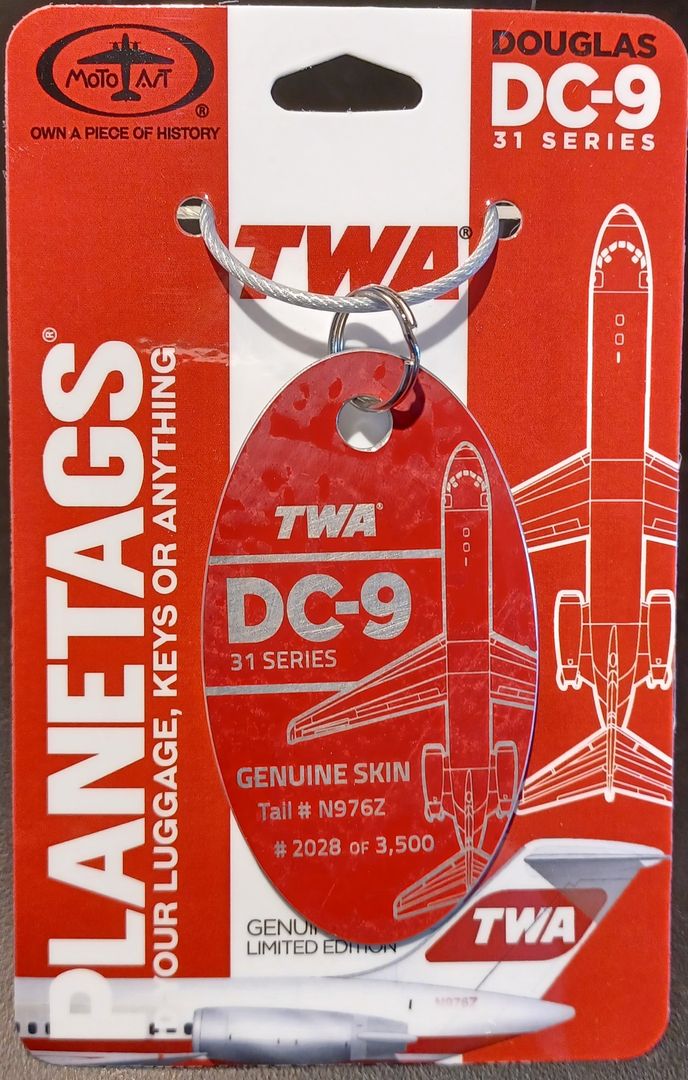 MOTO ART ®
OWN A PIECE OF HISTORY
DOUGLAS
DC-9
31 SERIES
TWA®
PLANETAGS®
YOUR LUGGAGE, KEYS OR ANYTHING
TWA®
DC-9
31 SERIES
GENUINE SKIN
Tail # N976Z
# 2028 OF 3,500
LIMITED EDITION
TWA
N976Z